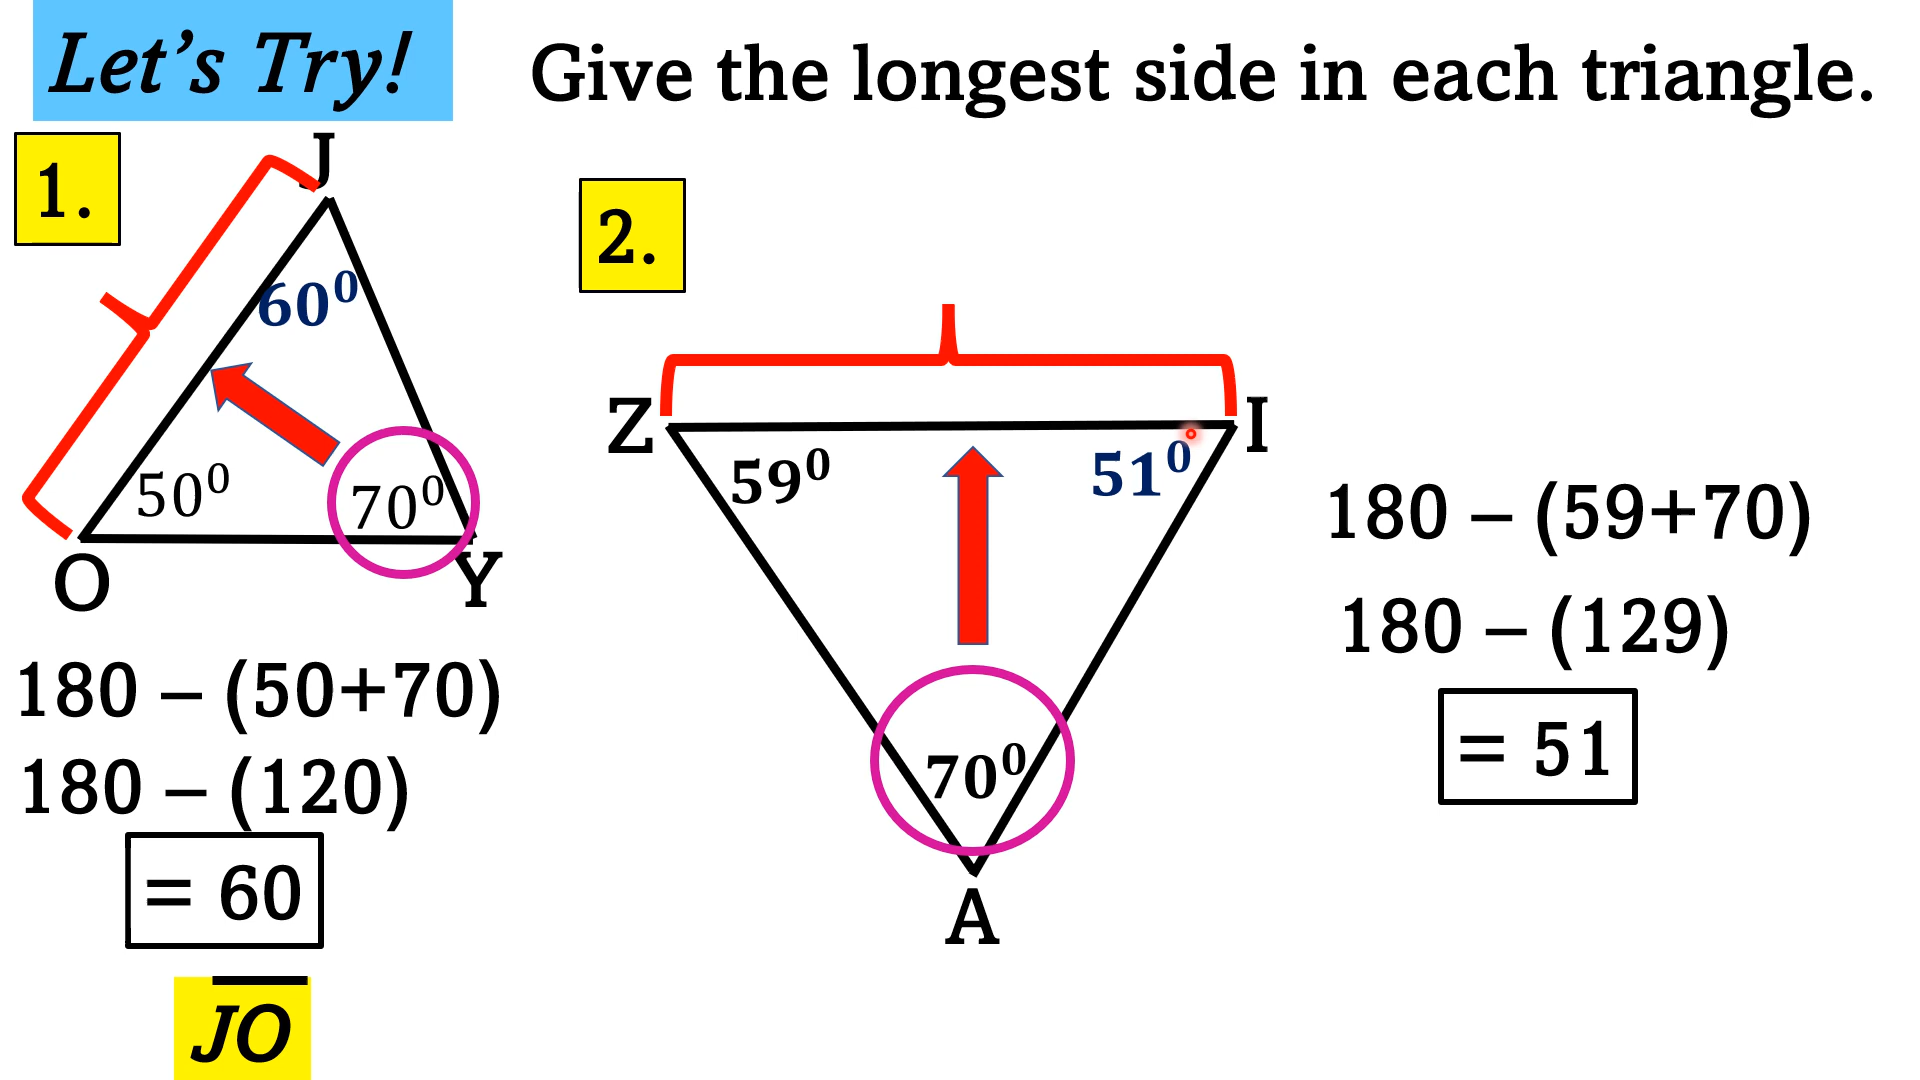 Let's Try!
Give the longest side in each triangle.
1.
J
60⁰
50⁰
70⁰
O
Y
180 – (50+70)
180 – (120)
= 60
JO
2.
Z
I
59⁰
51⁰
70⁰
A
180 – (59+70)
180 – (129)
= 51